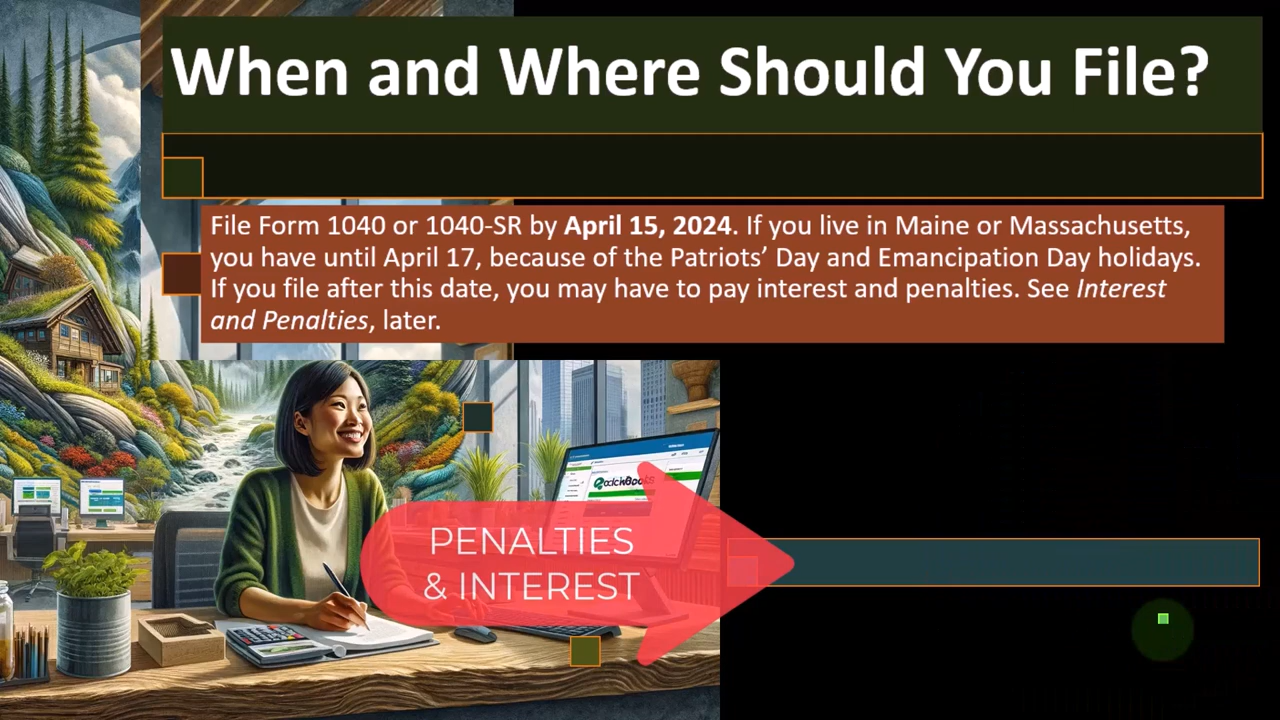 When and Where Should You File?
File Form 1040 or 1040-SR by April 15, 2024. If you live in Maine or Massachusetts,
you have until April 17, because of the Patriots’ Day and Emancipation Day holidays.
If you file after this date, you may have to pay interest and penalties. See Interest
and Penalties, later.
PENALTIES
& INTEREST